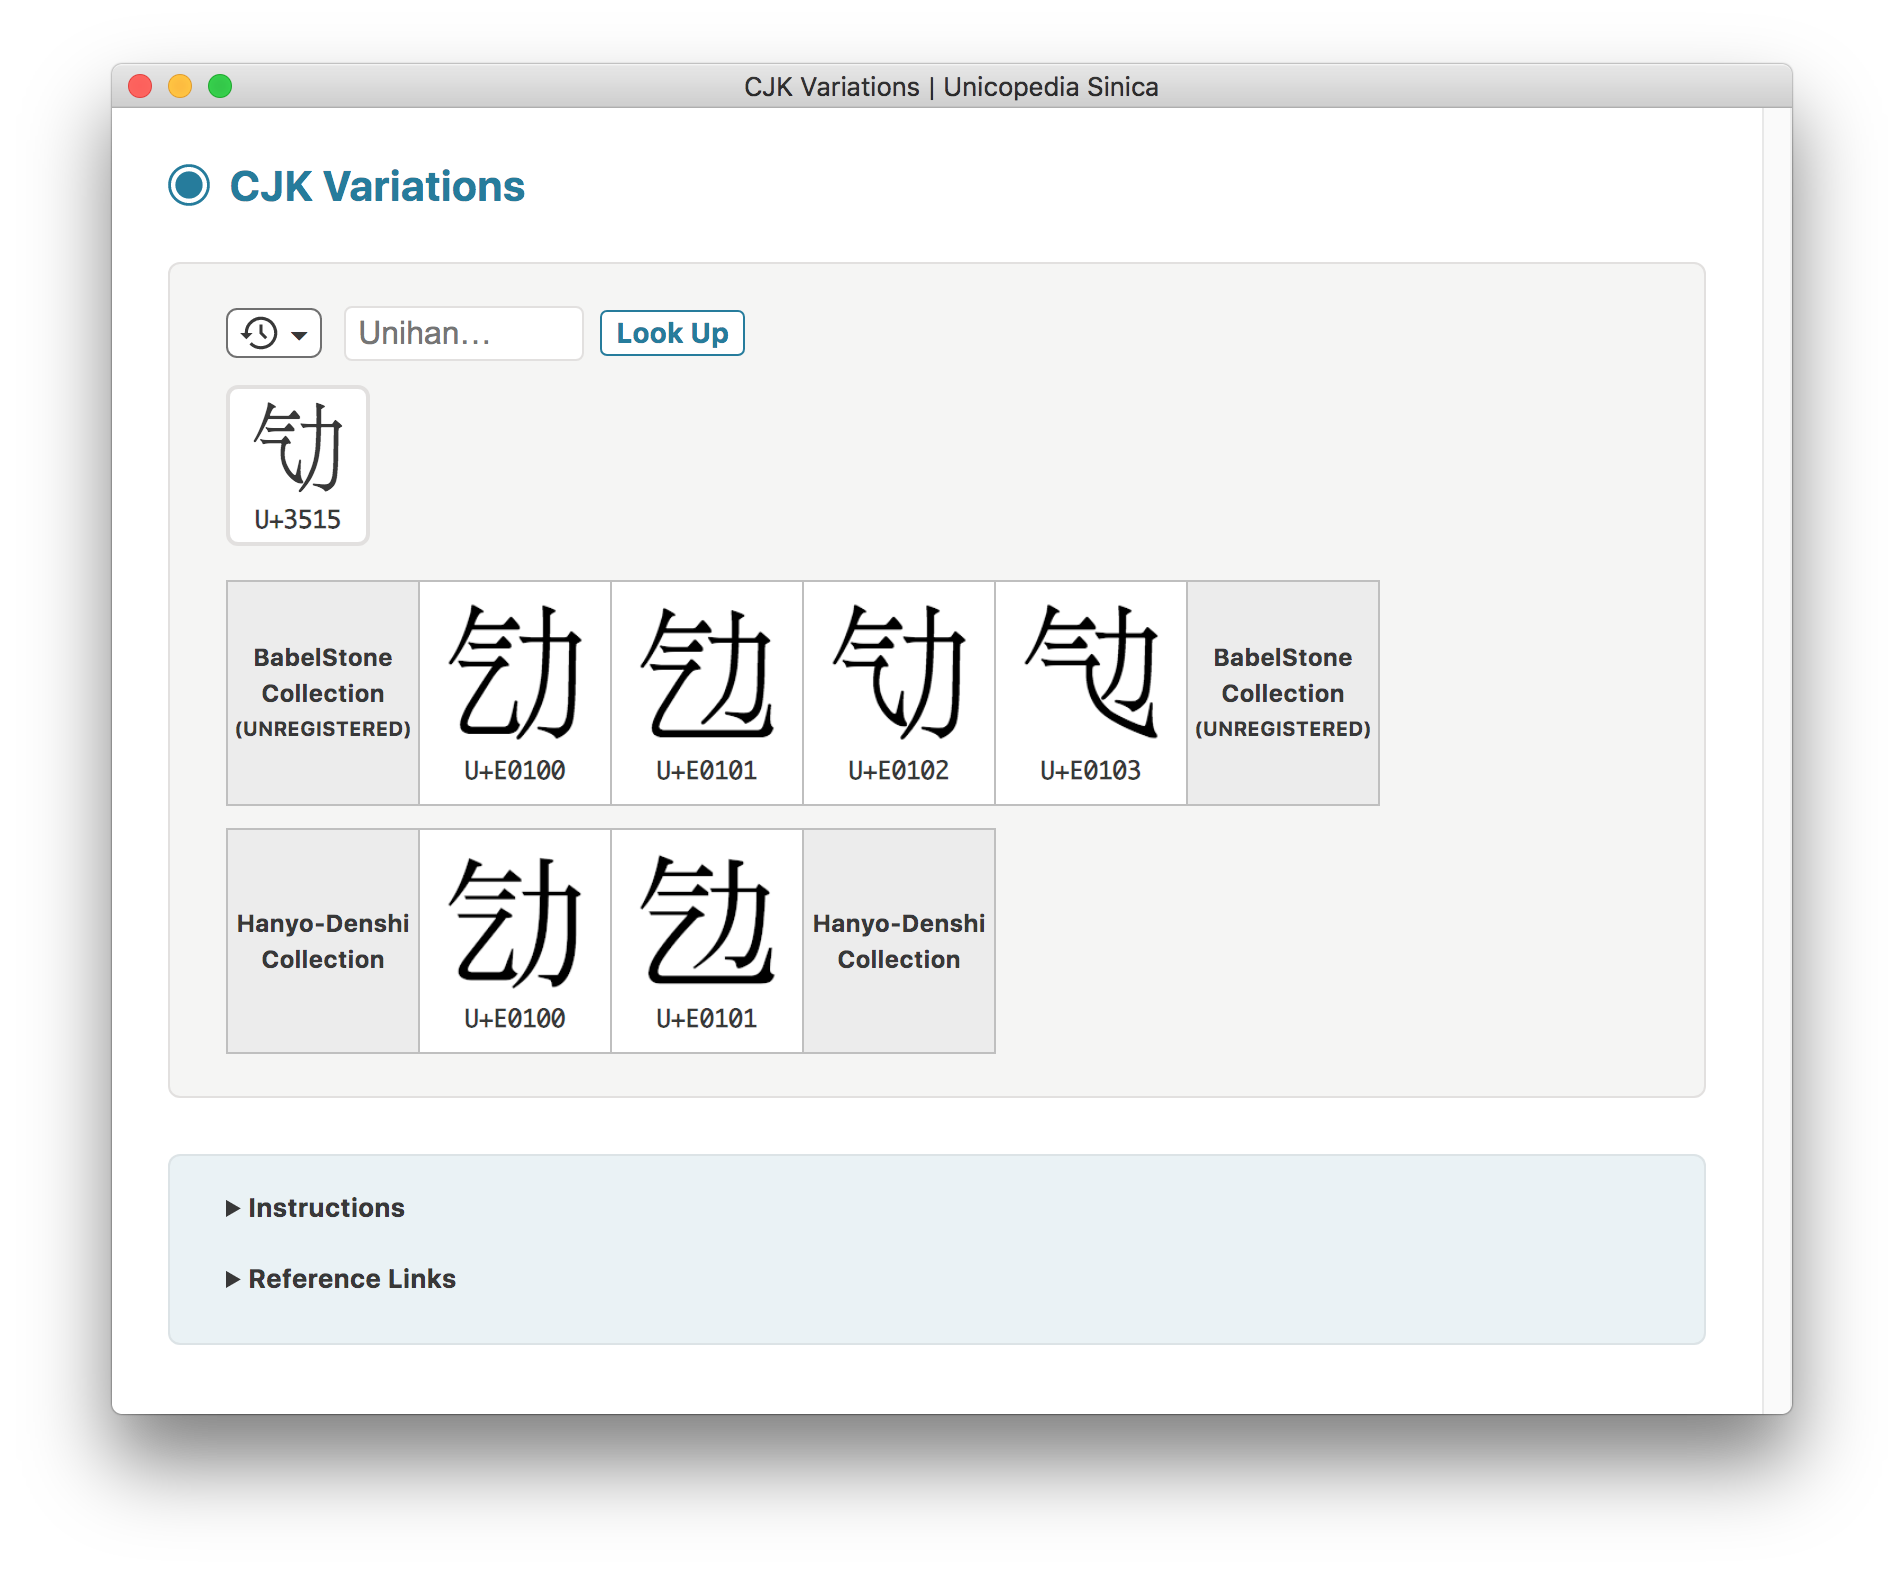 CJK Variations | Unicopedia Sinica
CJK Variations
Unihan…
Look Up
㔕
U+3515
BabelStone
Collection
(UNREGISTERED)
㔕󠄀 㔕󠄁 㔕󠄂 㔕󠄃
U+E0100 U+E0101 U+E0102 U+E0103
BabelStone
Collection
(UNREGISTERED)
Hanyo-Denshi
Collection
㔕󠄀 㔕󠄁
U+E0100 U+E0101
Hanyo-Denshi
Collection
Instructions
Reference Links